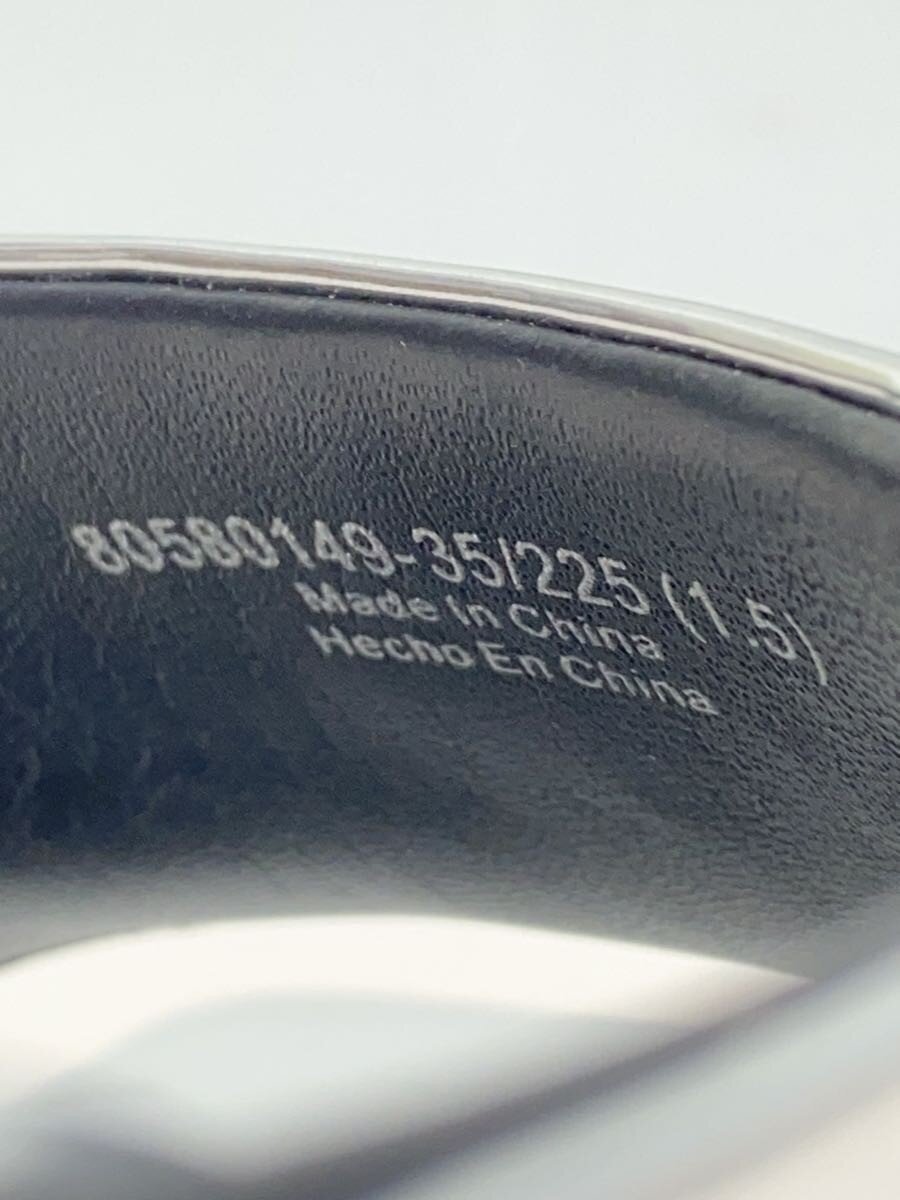 80580149-35/225 (1.5)
Made In China
Hecho En China